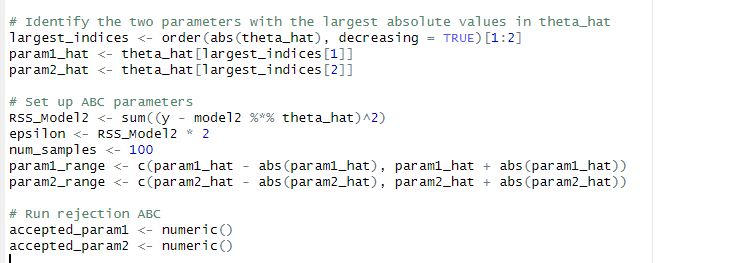 # Identify the two parameters with the largest absolute values in theta_hat
largest_indices <- order(abs(theta_hat), decreasing = TRUE)[1:2]
param1_hat <- theta_hat[largest_indices[1]]
param2_hat <- theta_hat[largest_indices[2]]
# Set up ABC parameters
RSS_Model2 <- sum((y - model2 %*% theta_hat)^2)
epsilon <- RSS_Model2 * 2
num_samples <- 100
param1_range <- c(param1_hat - abs(param1_hat), param1_hat + abs(param1_hat))
param2_range <- c(param2_hat - abs(param2_hat), param2_hat + abs(param2_hat))
# Run rejection ABC
accepted_param1 <- numeric()
accepted_param2 <- numeric()